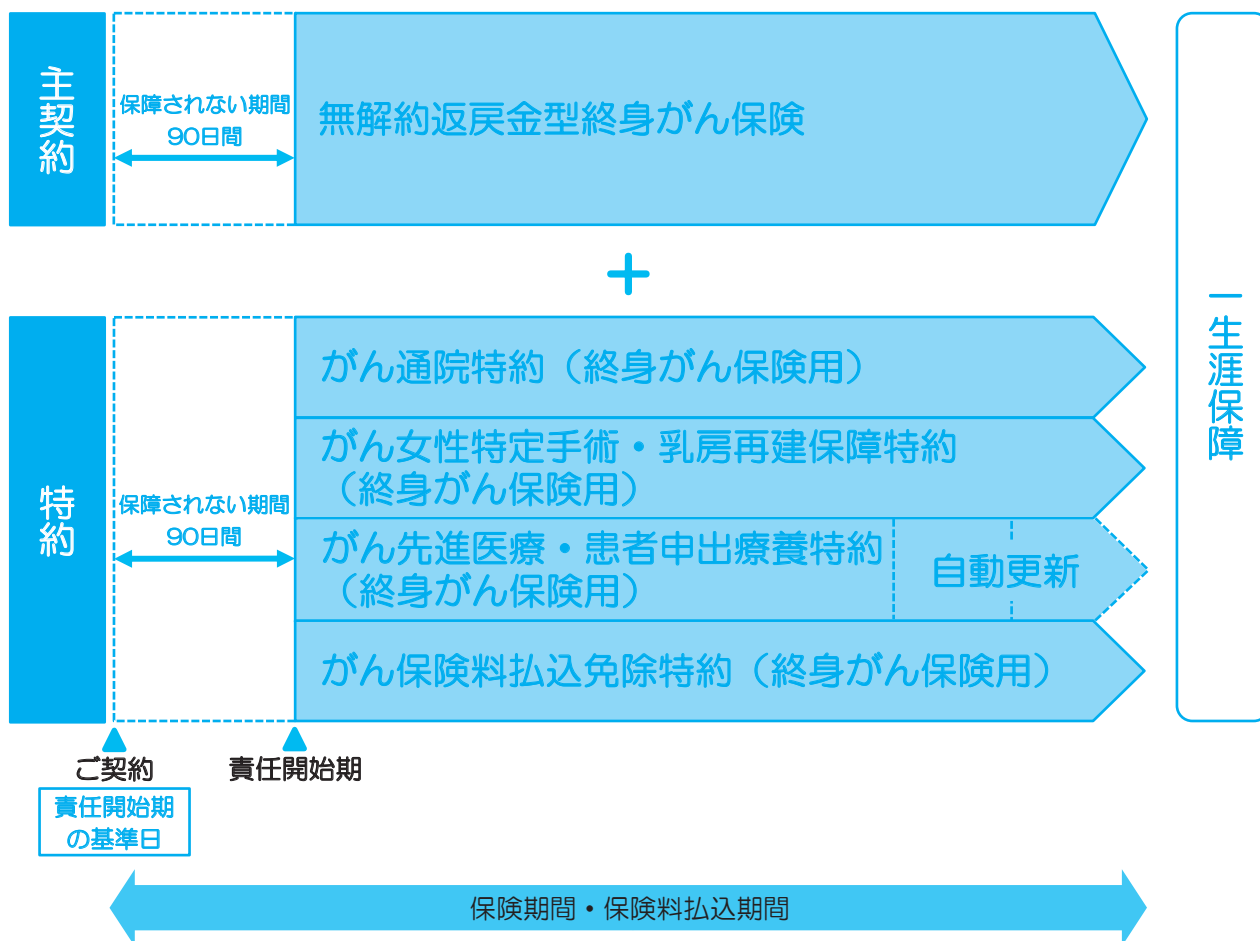 主契約
保障されない期間
90日間
無解約返戻金型終身がん保険
+
特約
保障されない期間
90日間
がん通院特約（終身がん保険用）
がん女性特定手術・乳房再建保障特約
（終身がん保険用）
がん先進医療・患者申出療養特約
（終身がん保険用）
自動更新
がん保険料払込免除特約（終身がん保険用）
一生涯保障
ご契約
責任開始期
責任開始期
の基準日
保険期間・保険料払込期間